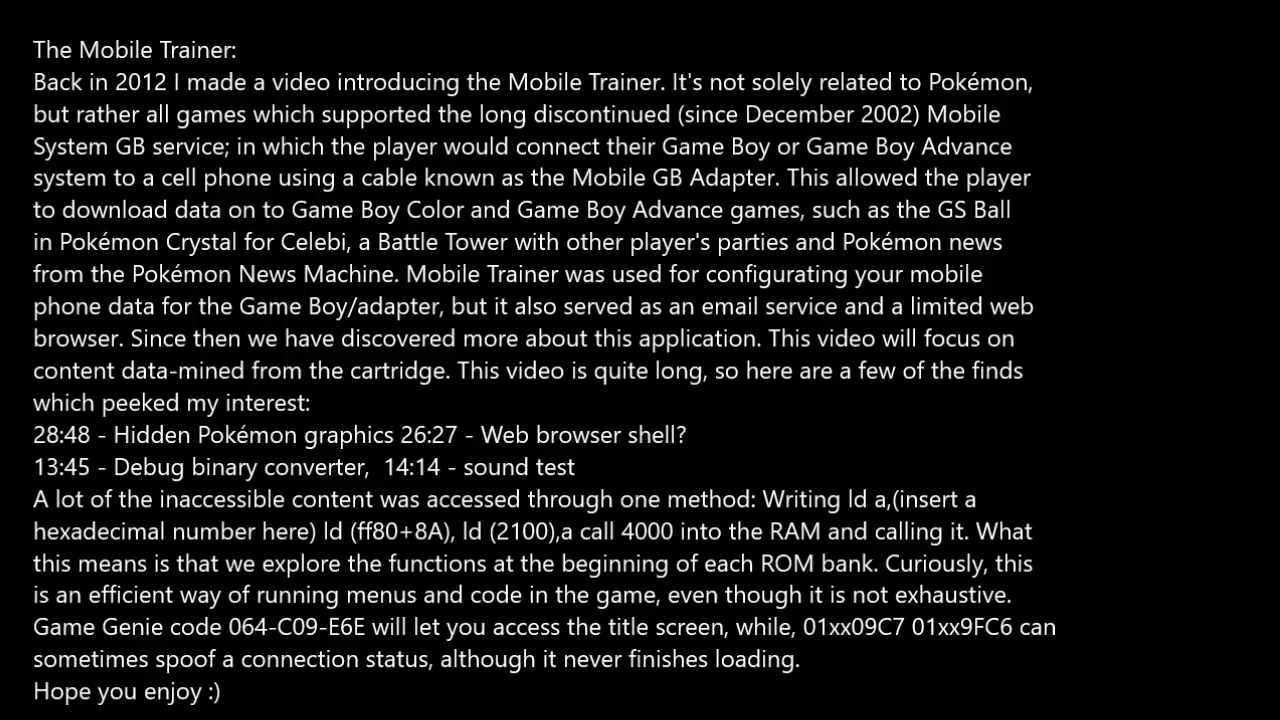 The Mobile Trainer:
Back in 2012 I made a video introducing the Mobile Trainer. It's not solely related to Pokémon,
but rather all games which supported the long discontinued (since December 2002) Mobile
System GB service; in which the player would connect their Game Boy or Game Boy Advance
system to a cell phone using a cable known as the Mobile GB Adapter. This allowed the player
to download data on to Game Boy Color and Game Boy Advance games, such as the GS Ball
in Pokémon Crystal for Celebi, a Battle Tower with other player's parties and Pokémon news
from the Pokémon News Machine. Mobile Trainer was used for configurating your mobile
phone data for the Game Boy/adapter, but it also served as an email service and a limited web
browser. Since then we have discovered more about this application. This video will focus on
content data-mined from the cartridge. This video is quite long, so here are a few of the finds
which peeked my interest:
28:48 - Hidden Pokémon graphics 26:27 - Web browser shell?
13:45 - Debug binary converter,  14:14 - sound test
A lot of the inaccessible content was accessed through one method: Writing ld a,(insert a
hexadecimal number here) ld (ff80+8A), ld (2100),a call 4000 into the RAM and calling it. What
this means is that we explore the functions at the beginning of each ROM bank. Curiously, this
is an efficient way of running menus and code in the game, even though it is not exhaustive.
Game Genie code 064-C09-E6E will let you access the title screen, while, 01xx09C7 01xx9FC6 can
sometimes spoof a connection status, although it never finishes loading.
Hope you enjoy :)